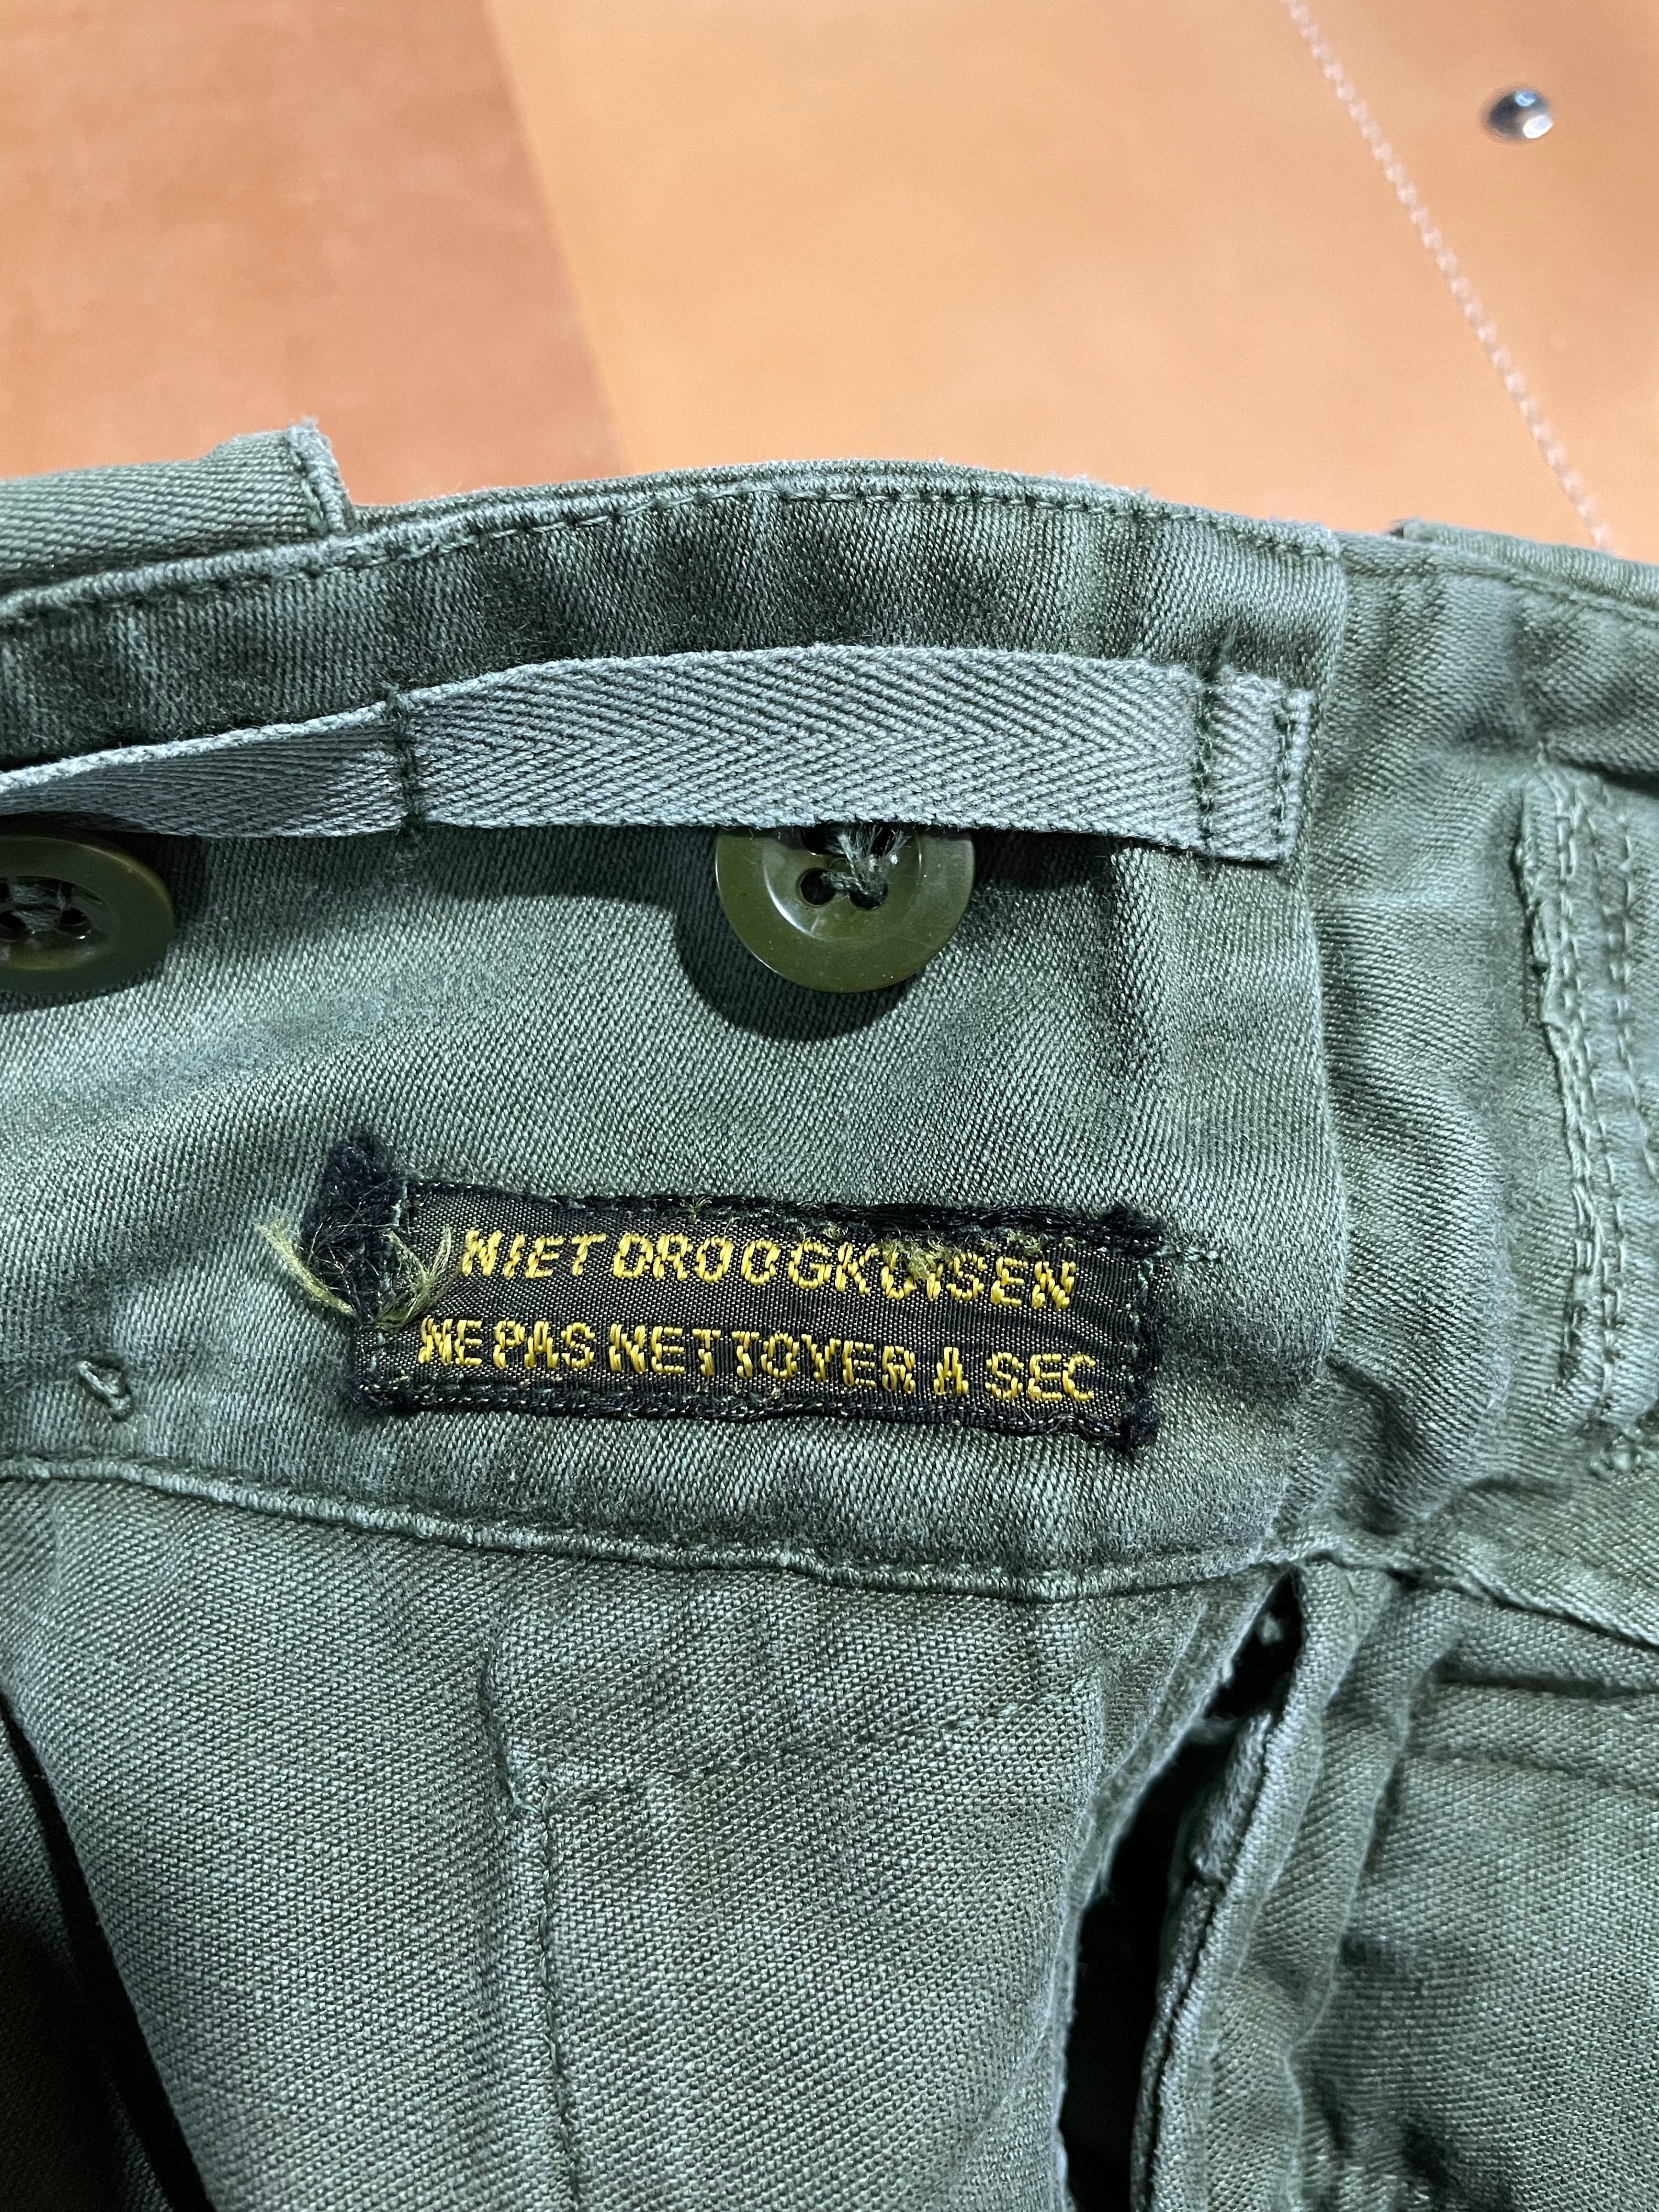 NIET DROOGKUISEN
NE PAS NETTOYER A SEC